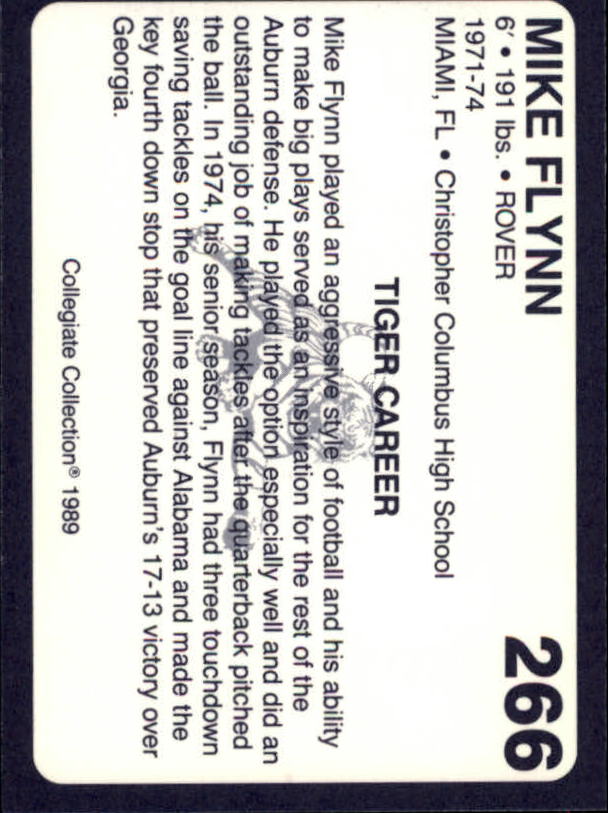 MIKE FLYNN 266
6' • 191 lbs. • ROVER
1971-74
MIAMI, FL • Christopher Columbus High School
TIGER CAREER
Mike Flynn played an aggressive style of football and his ability
to make big plays served as an inspiration for the rest of the
Auburn defense. He played the option especially well and did an
outstanding job of making tackles after the quarterback pitched
the ball. In 1974, his senior season, Flynn had three touchdown
saving tackles on the goal line against Alabama and made the
key fourth down stop that preserved Auburn's 17-13 victory over
Georgia.
Collegiate Collection® 1989